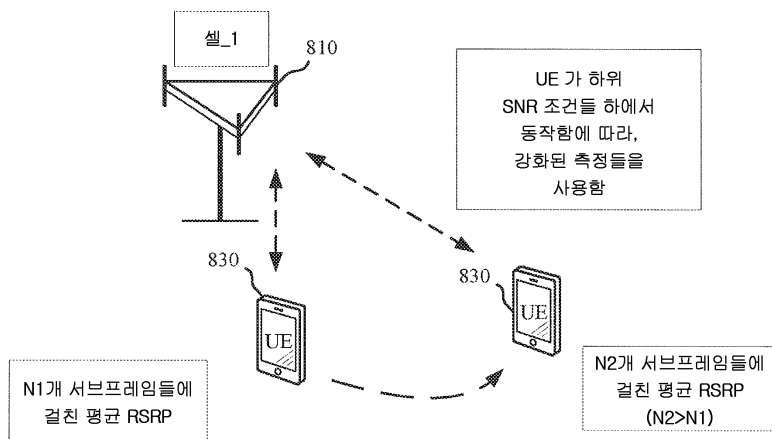 셀_1
810
UE 가 하위
SNR 조건들 하에서
동작함에 따라,
강화된 측정들을
사용함
830
UE
830
UE
N1개 서브프레임들에
걸친 평균 RSRP
N2개 서브프레임들에
걸친 평균 RSRP
(N2>N1)